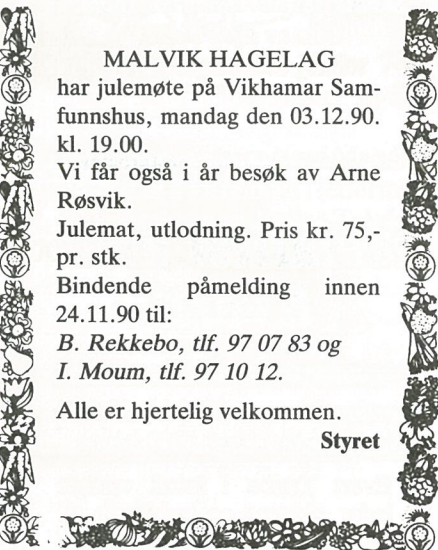 MALVIK HAGELAG
har julemøte på Vikhamar Sam-
funnshus, mandag den 03.12.90.
kl. 19.00.
Vi får også i år besøk av Arne
Røsvik.
Julemat, utlodning. Pris kr. 75,-
pr. stk.
Bindende påmelding innen
24.11.90 til:
B. Rekkebo, tlf. 97 07 83 og
I. Moum, tlf. 97 10 12.
Alle er hjertelig velkommen.
Styret